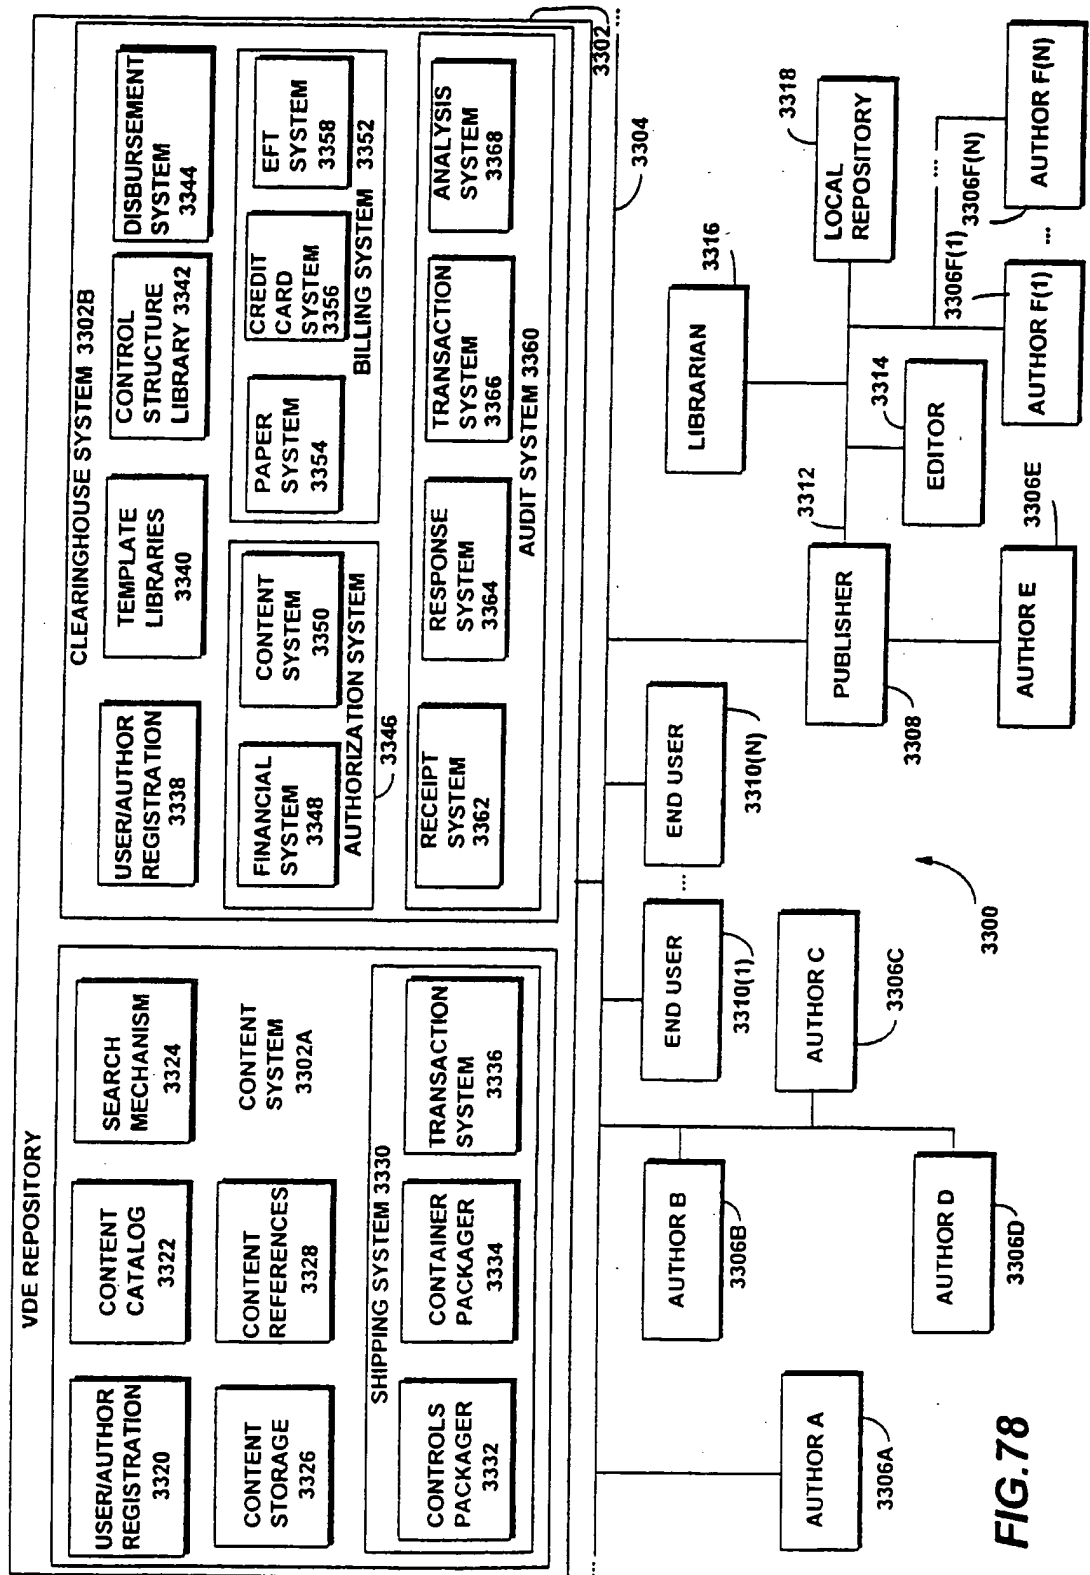 VDE REPOSITORY
USER/AUTHOR
REGISTRATION
3320
CONTENT
CATALOG
3322
SEARCH
MECHANISM
3324
CONTENT
STORAGE
3326
CONTENT
REFERENCES
3328
CONTENT
SYSTEM
3302A
SHIPPING SYSTEM 3330
CONTROLS
PACKAGER
3332
CONTAINER
PACKAGER
3334
TRANSACTION
SYSTEM
3336
CLEARINGHOUSE SYSTEM 3302B
USER/AUTHOR
REGISTRATION
3338
TEMPLATE
LIBRARIES
3340
CONTROL
STRUCTURE
LIBRARY 3342
DISBURSEMENT
SYSTEM
3344
FINANCIAL
SYSTEM
3348
CONTENT
SYSTEM
3350
AUTHORIZATION SYSTEM
3346
PAPER
SYSTEM
3354
CREDIT
CARD
SYSTEM
3356
EFT
SYSTEM
3358
BILLING SYSTEM 3352
RECEIPT
SYSTEM
3362
RESPONSE
SYSTEM
3364
TRANSACTION
SYSTEM
3366
ANALYSIS
SYSTEM
3368
AUDIT SYSTEM 3360
3302
...
...
3304
AUTHOR A
3306A
AUTHOR B
3306B
AUTHOR C
3306C
AUTHOR D
3306D
END USER
3310(1)
...
END USER
3310(N)
3300
PUBLISHER
3308
3312
AUTHOR E
3306E
LIBRARIAN
3316
EDITOR
3314
LOCAL
REPOSITORY
3318
AUTHOR F(1)
3306F(1)
...
...
AUTHOR F(N)
3306F(N)
FIG.78